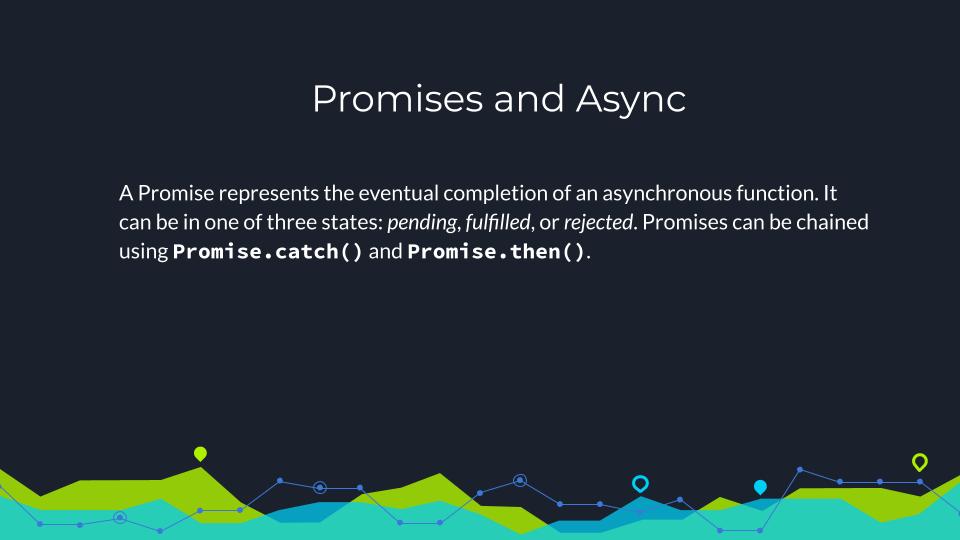 Promises and Async
A Promise represents the eventual completion of an asynchronous function. It
can be in one of three states: pending, fulfilled, or rejected. Promises can be chained
using Promise.catch() and Promise.then().